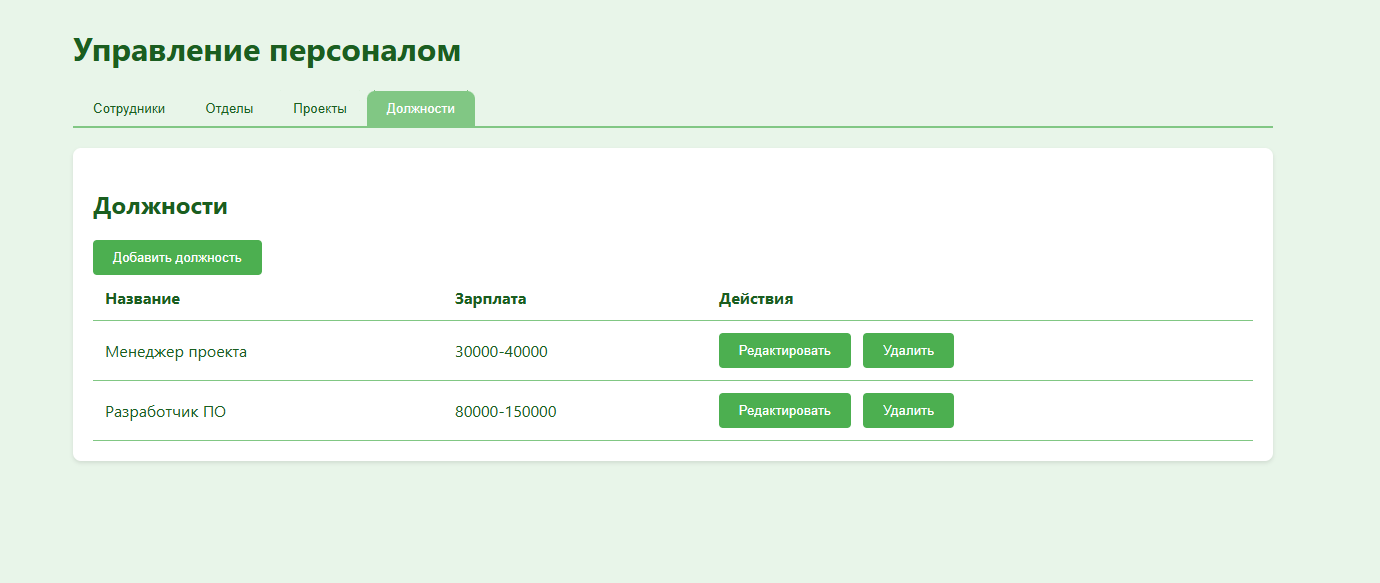 Управление персоналом
Сотрудники Отделы Проекты Должности
Должности
Добавить должность
Название Зарплата Действия
Менеджер проекта 30000-40000 Редактировать Удалить
Разработчик ПО 80000-150000 Редактировать Удалить